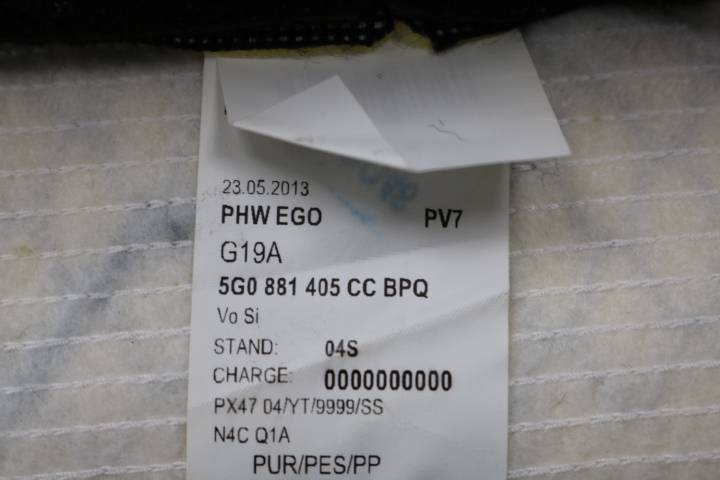 23.05.2013
PHW EGO PV7
G19A
5G0 881 405 CC BPQ
Vo Si
STAND: 04S
CHARGE: 0000000000
PX47 04/YT/9999/SS
N4C Q1A
PUR/PES/PP